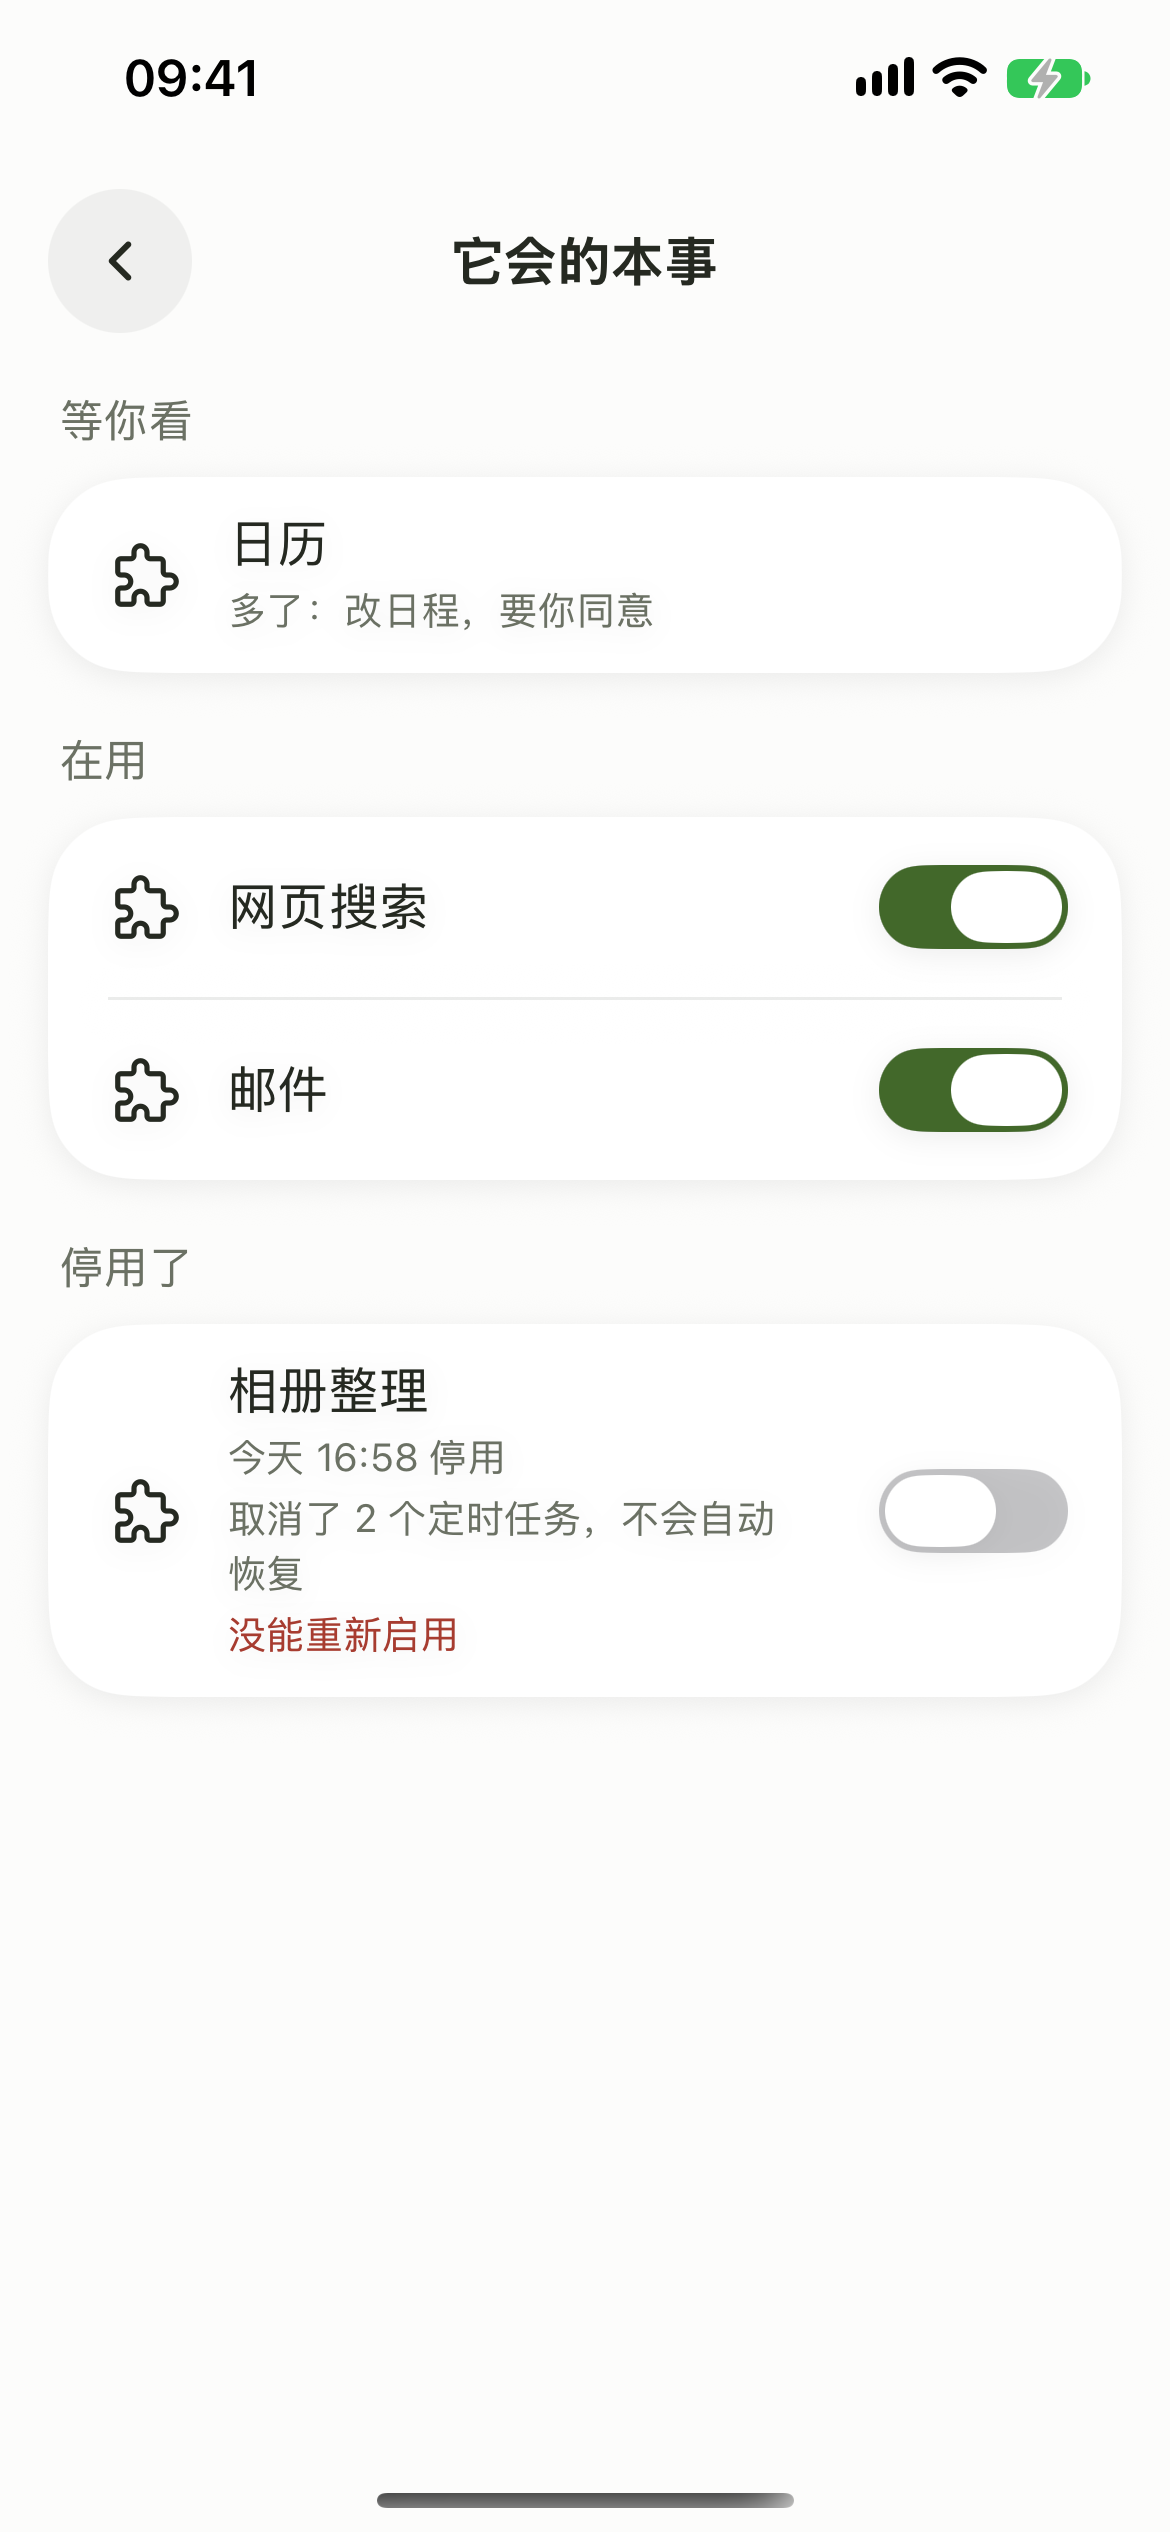 09:41
它会的本事
等你看
日历
多了：改日程，要你同意
在用
网页搜索
邮件
停用了
相册整理
今天 16:58 停用
取消了 2 个定时任务，不会自动
恢复
没能重新启用